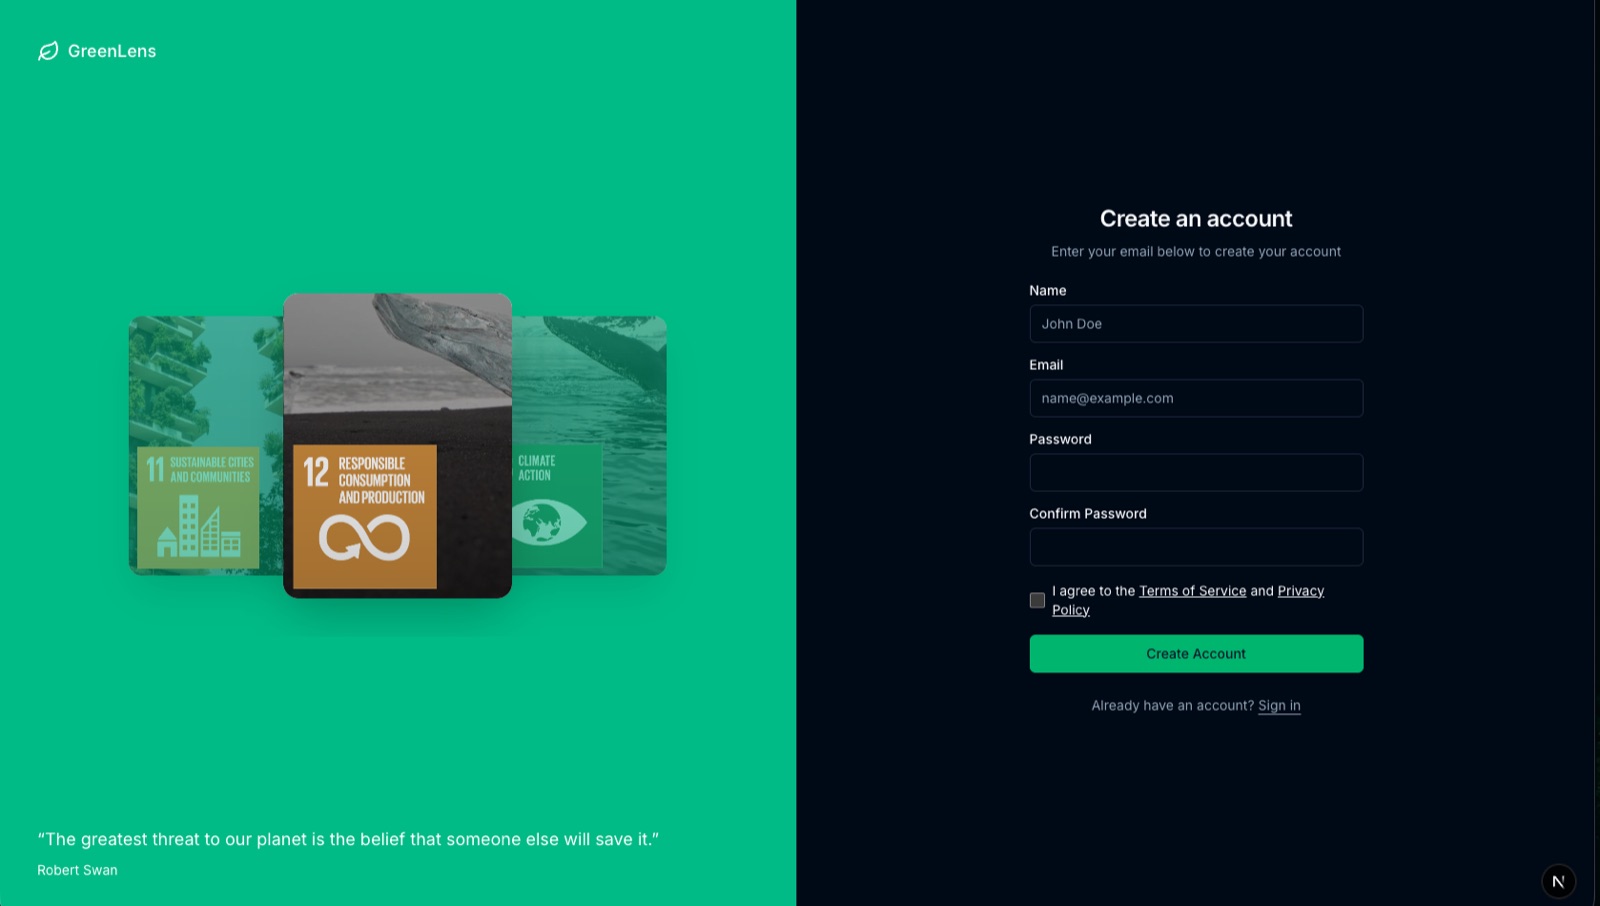 GreenLens
11 SUSTAINABLE CITIES
AND COMMUNITIES
12 RESPONSIBLE
CONSUMPTION
AND PRODUCTION
CLIMATE
ACTION
"The greatest threat to our planet is the belief that someone else will save it."
Robert Swan
Create an account
Enter your email below to create your account
Name
John Doe
Email
name@example.com
Password
Confirm Password
I agree to the Terms of Service and Privacy
Policy
Create Account
Already have an account? Sign in
N